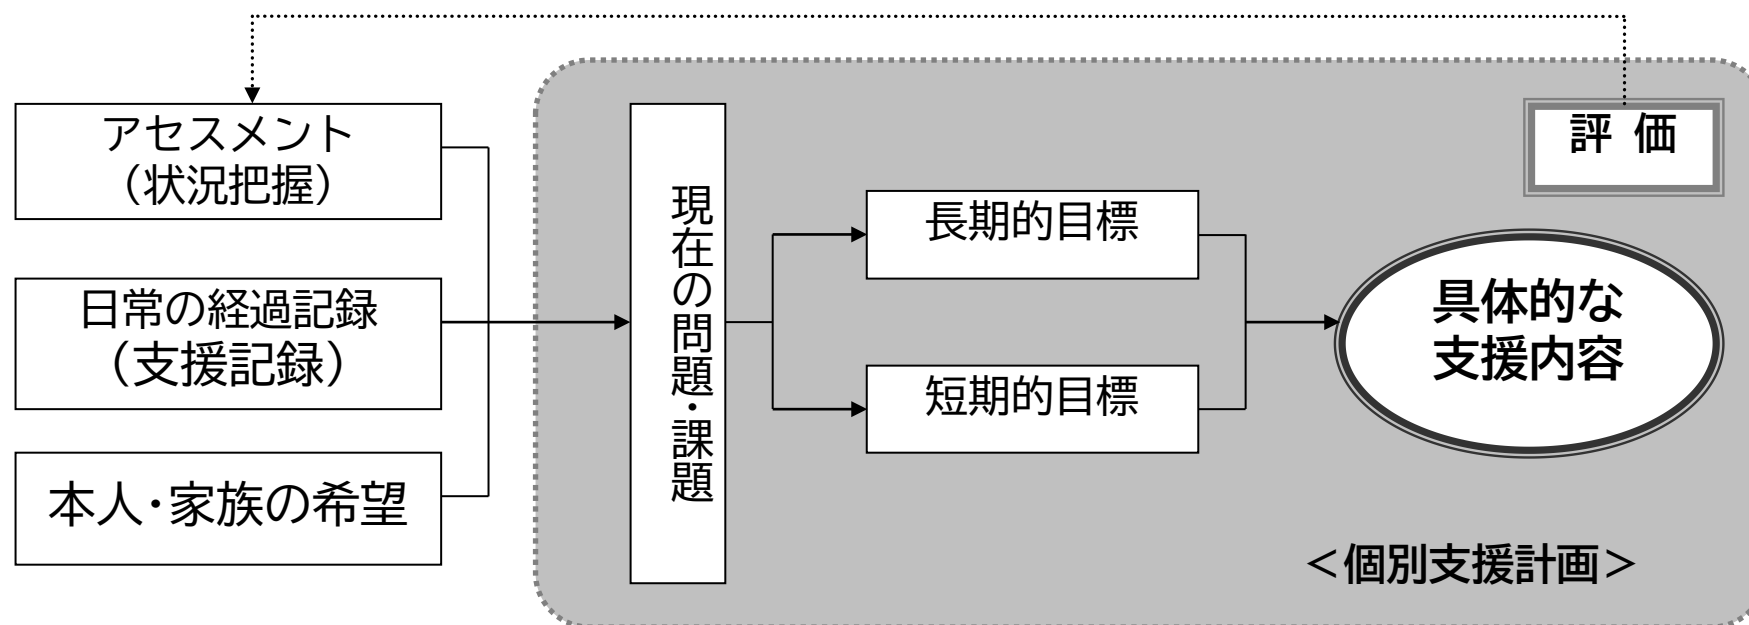 アセスメント
（状況把握）
日常の経過記録
（支援記録）
本人・家族の希望
現在の問題・課題
長期的目標
短期的目標
評 価
具体的な
支援内容
＜個別支援計画＞